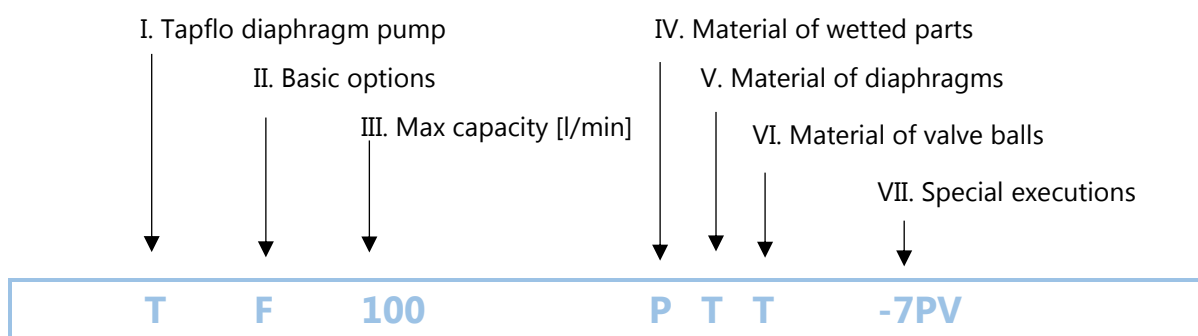 I. Tapflo diaphragm pump
IV. Material of wetted parts
II. Basic options
V. Material of diaphragms
III. Max capacity [l/min]
VI. Material of valve balls
VII. Special executions
T F 100 P T T -7PV